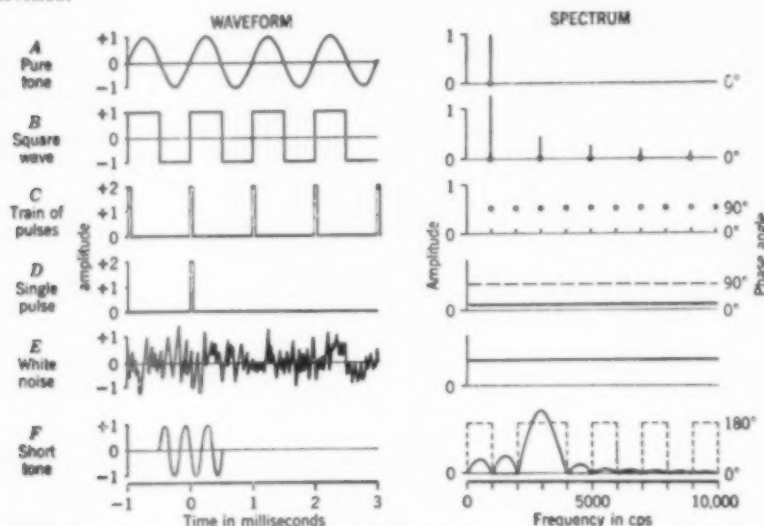 WAVEFORM
SPECTRUM
A
Pure
tone
+1
0
−1
1
0
0°
B
Square
wave
+1
0
−1
1
0
0°
C
Train of
pulses
+2
+1
0
1
0
90°
0°
D
Single
pulse
+2
+1
0
0
90°
0°
E
White
noise
+1
0
−1
0
F
Short
tone
+1
0
−1
0
180°
0°
amplitude
Amplitude
Phase angle
−1 0 1 2 3
Time in milliseconds
0 5000 10,000
Frequency in cps